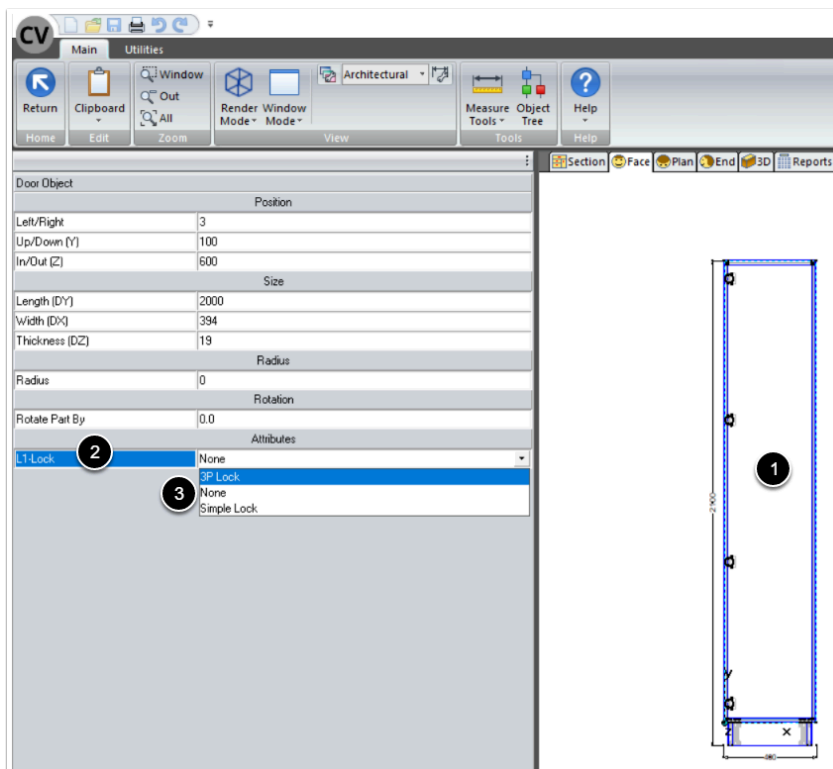 CV
Main Utilities
Return
Clipboard
Window
Out
All
Render Mode
Window Mode
Architectural
Measure Tools
Object Tree
Help
Home Edit Zoom View Tools Help
Section Face Plan End 3D Reports
Door Object
Position
Left/Right 3
Up/Down (Y) 100
In/Out (Z) 600
Size
Length (DY) 2000
Width (DX) 394
Thickness (DZ) 19
Radius
Radius 0
Rotation
Rotate Part By 0.0
Attributes
L1-Lock 2 None
3P Lock
3 None
Simple Lock
1
2100
y
z x